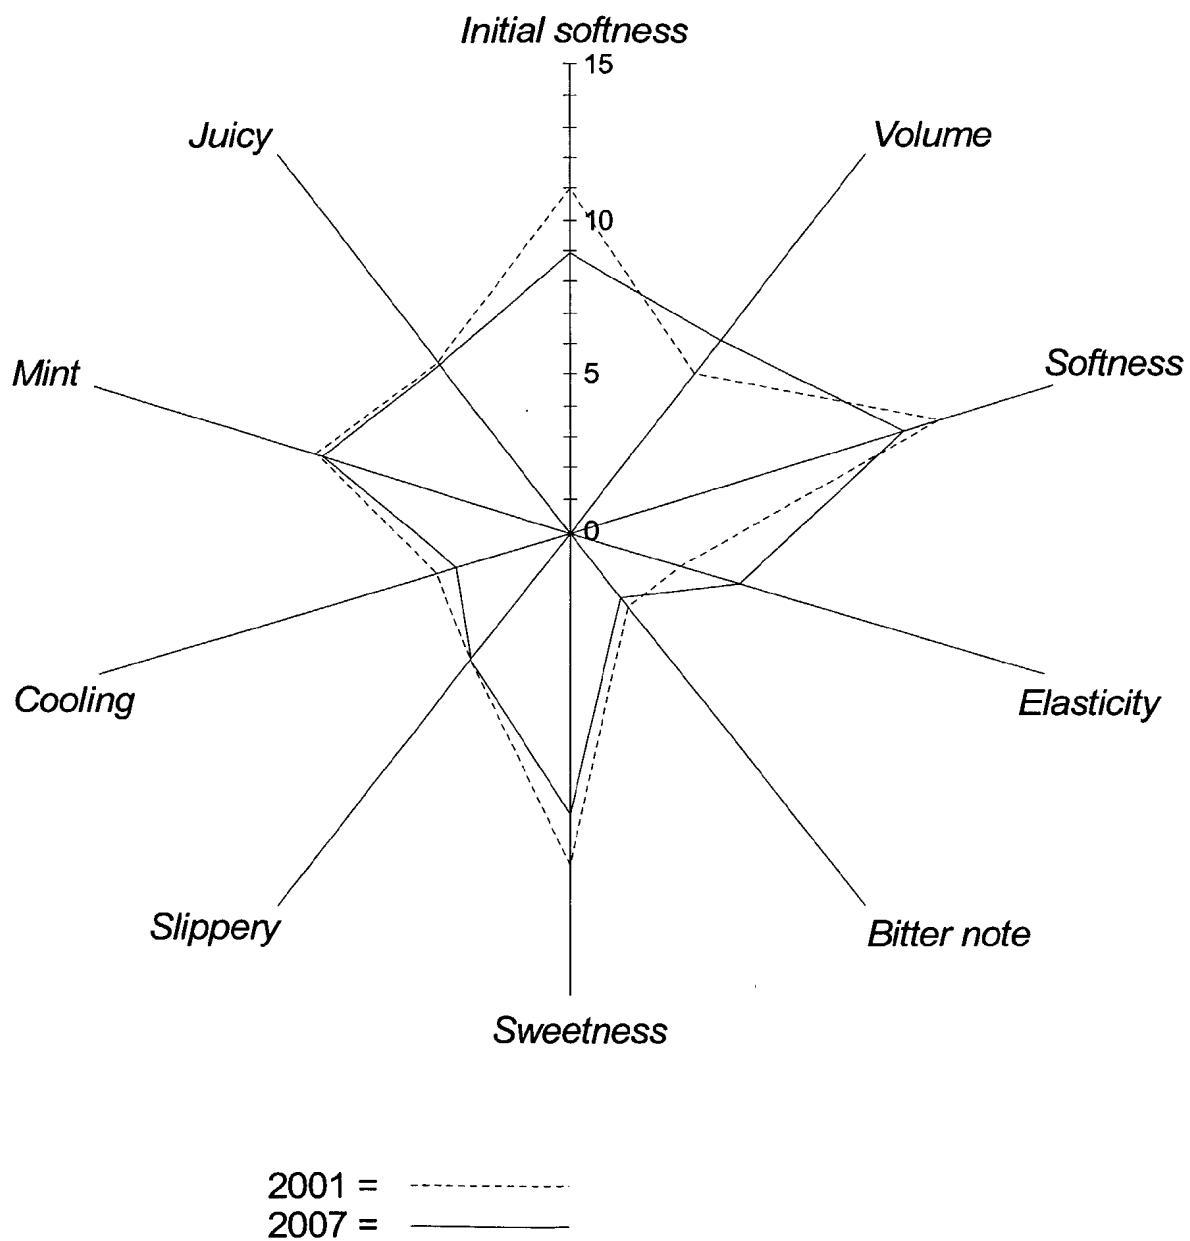 Initial softness
15
Juicy
Volume
10
Mint
5
Softness
0
Cooling
Elasticity
Slippery
Bitter note
Sweetness
2001 =
2007 =